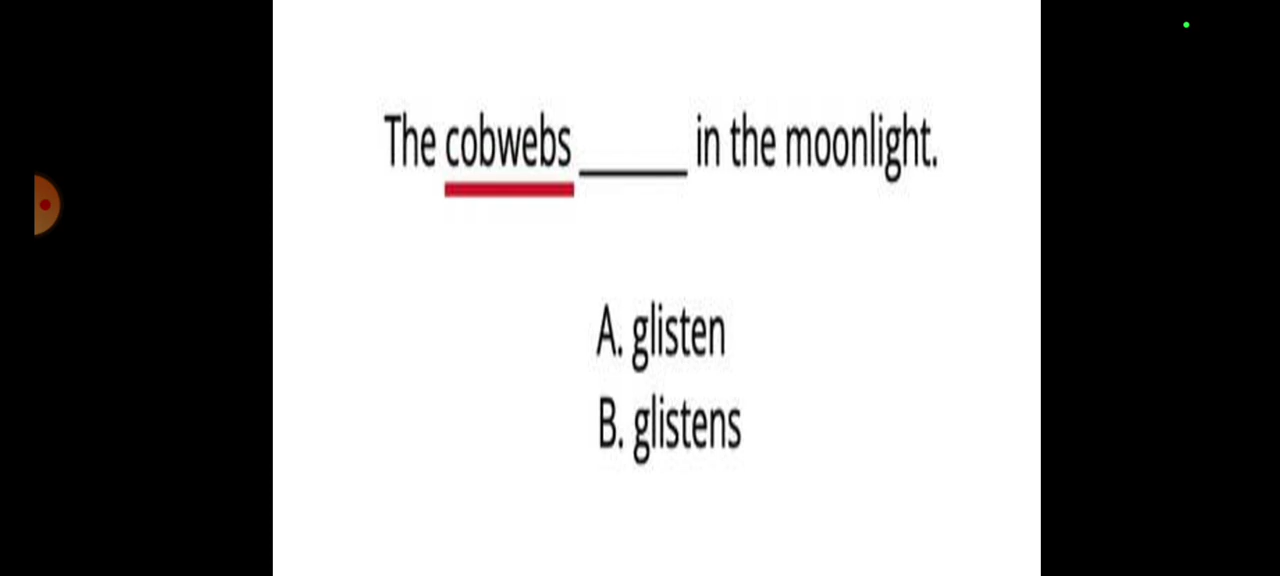 The cobwebs ______ in the moonlight.
A. glisten
B. glistens